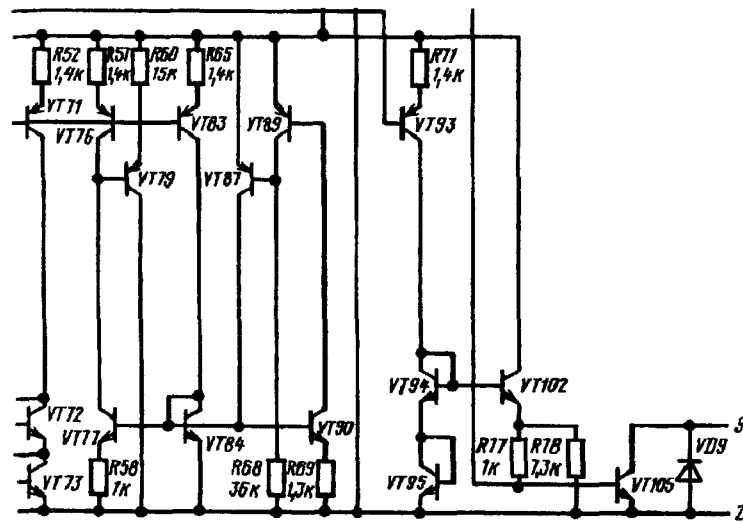 R52
1,4к
R51
1,4к
R60
15к
R65
1,4к
R71
1,4к
VT71
VT76
VT83
VT89
VT93
VT79
VT87
VT94
VT102
VT72
VT77
VT84
VT90
R77
1к
R78
7,3к
9
VD9
VT73
R58
1к
R68
36к
R69
1,3к
VT95
VT105
2